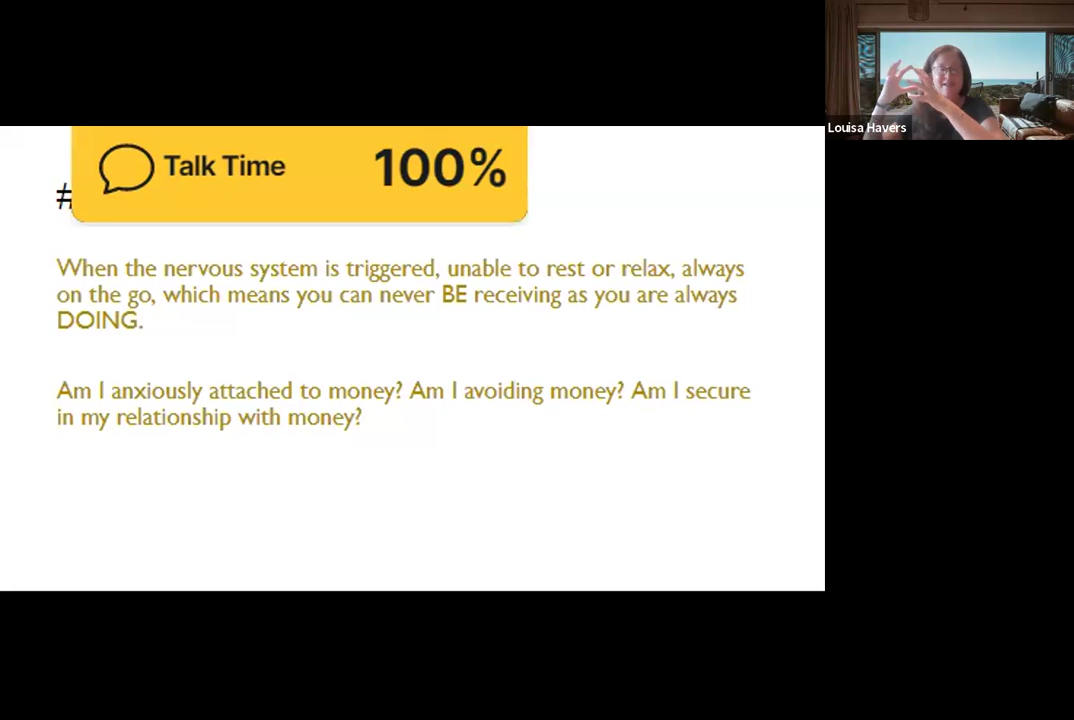 Louisa Havers
Talk Time 100%
#
When the nervous system is triggered, unable to rest or relax, always
on the go, which means you can never BE receiving as you are always
DOING.
Am I anxiously attached to money? Am I avoiding money? Am I secure
in my relationship with money?